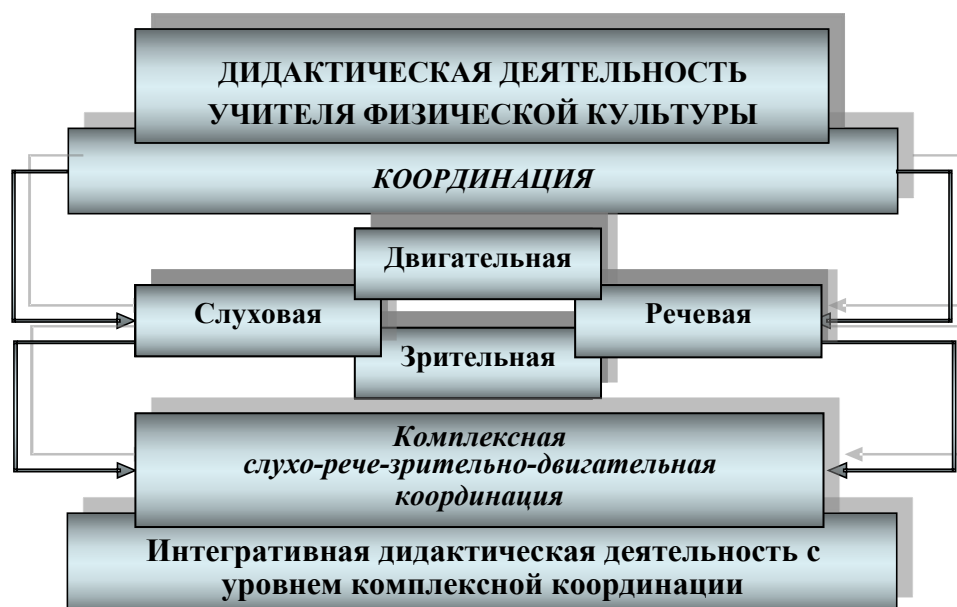 ДИДАКТИЧЕСКАЯ ДЕЯТЕЛЬНОСТЬ
УЧИТЕЛЯ ФИЗИЧЕСКОЙ КУЛЬТУРЫ
КООРДИНАЦИЯ
Двигательная
Слуховая
Речевая
Зрительная
Комплексная
слухо-рече-зрительно-двигательная
координация
Интегративная дидактическая деятельность с
уровнем комплексной координации